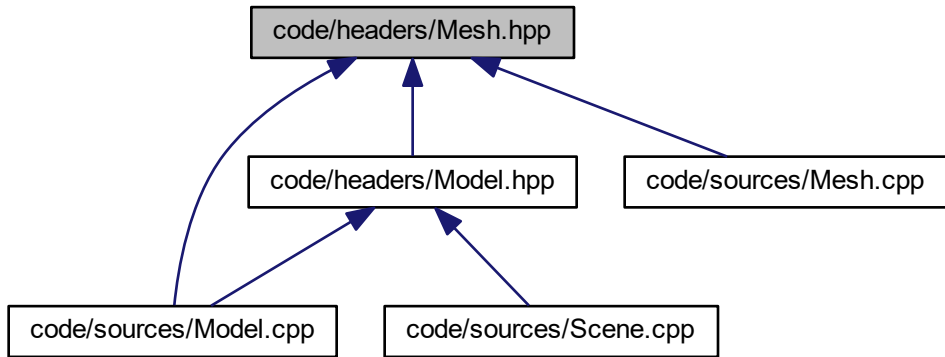 code/headers/Mesh.hpp
code/headers/Model.hpp
code/sources/Mesh.cpp
code/sources/Model.cpp
code/sources/Scene.cpp